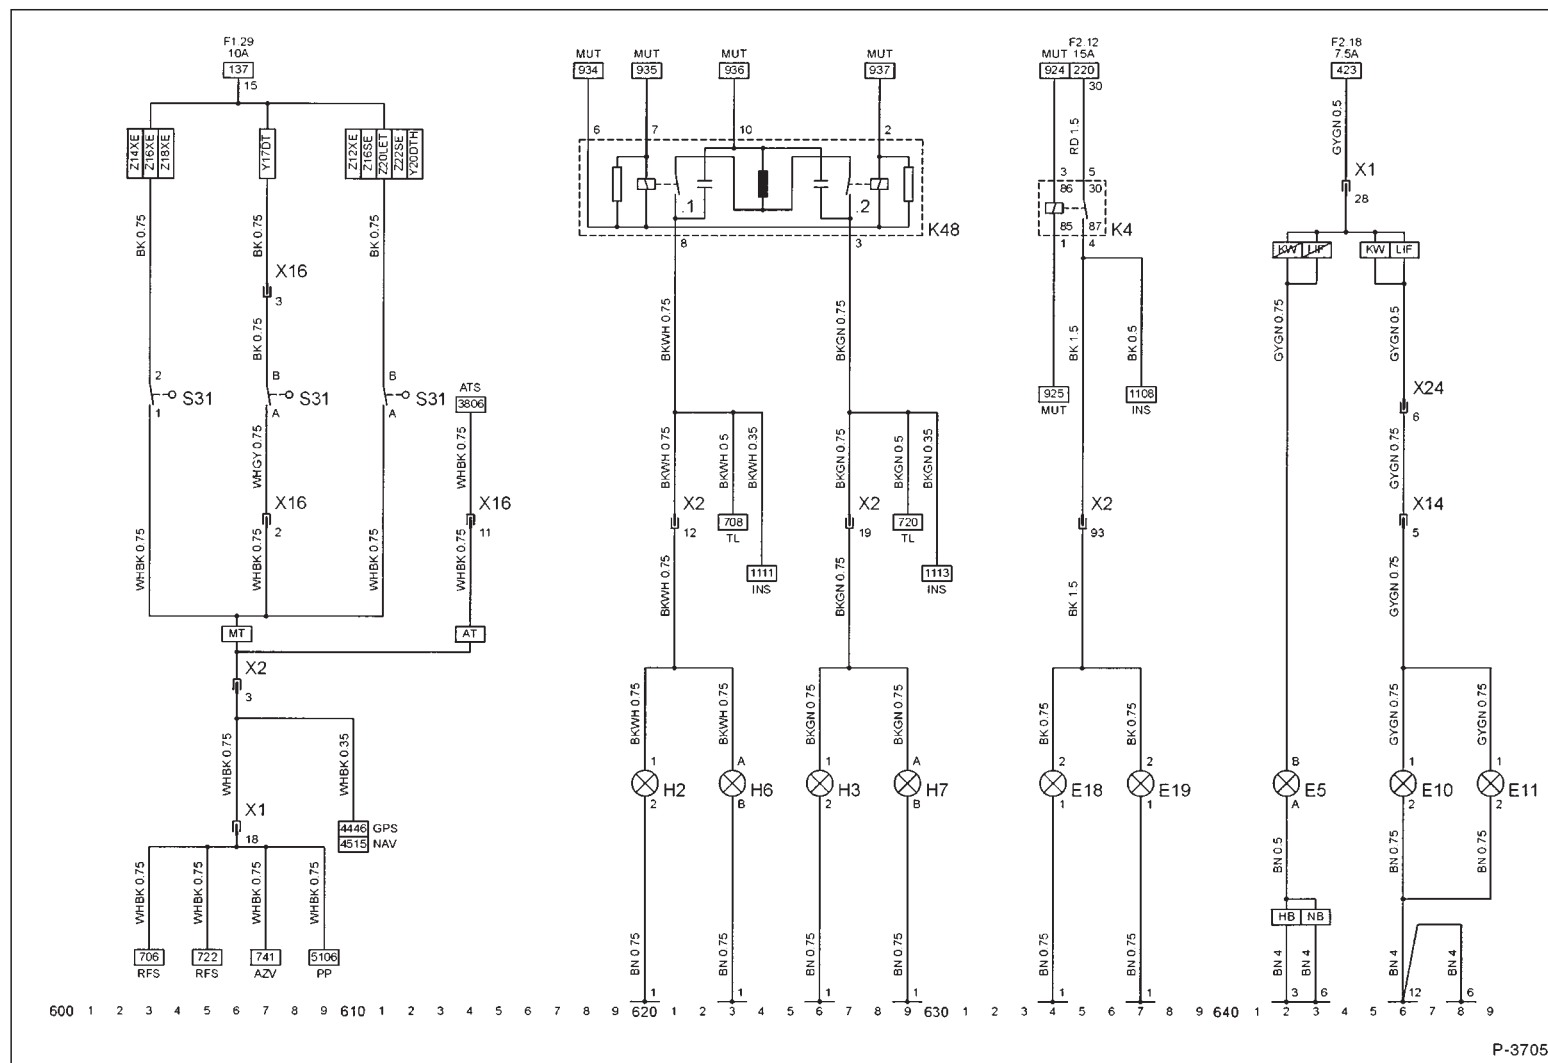 F1.29
10A
137
15
Z14XE
Z16XE
Z18XE
Y17DT
Z12XE
Z16SE
Z20LET
Z22SE
Y20DTH
BK 0.75
BK 0.75
BK 0.75
X16
3
BK 0.75
2
S31
1
B
S31
A
B
S31
A
ATS
3806
WHGY 0.75
WHBK 0.75
X16
2
X16
11
WHBK 0.75
WHBK 0.75
WHBK 0.75
WHBK 0.75
MT
AT
X2
3
WHBK 0.75
WHBK 0.35
X1
18
4446 GPS
4515 NAV
WHBK 0.75
WHBK 0.75
WHBK 0.75
WHBK 0.75
706
RFS
722
RFS
741
AZV
5106
PP
MUT
934
MUT
935
MUT
936
MUT
937
6
7
10
2
.1
.2
K48
8
3
BKWH 0.75
BKGN 0.75
BKWH 0.75
BKWH 0.5
BKWH 0.35
BKGN 0.75
BKGN 0.5
BKGN 0.35
X2
12
708
TL
1111
INS
X2
19
720
TL
1113
INS
BKWH 0.75
BKGN 0.75
BKWH 0.75
BKWH 0.75
BKGN 0.75
BKGN 0.75
1
H2
2
A
H6
B
1
H3
2
A
H7
B
BN 0.75
BN 0.75
BN 0.75
BN 0.75
1
1
1
1
F2.12
MUT 15A
924
220
30
RD 1.5
3
5
86
30
85
87
K4
1
4
BK 1.5
BK 0.5
925
MUT
1108
INS
X2
93
BK 1.5
BK 0.75
BK 0.75
2
E18
1
2
E19
1
BN 0.75
BN 0.75
1
1
F2.18
7.5A
423
GYGN 0.5
X1
28
KW
LIF
KW
LIF
GYGN 0.75
GYGN 0.5
X24
6
GYGN 0.75
X14
5
GYGN 0.75
GYGN 0.75
GYGN 0.75
B
E5
A
1
E10
2
1
E11
2
BN 0.5
BN 0.75
BN 0.75
HB
NB
BN 4
BN 4
BN 4
BN 4
3
6
12
6
600 1 2 3 4 5 6 7 8 9 610 1 2 3 4 5 6 7 8 9 620 1 2 3 4 5 6 7 8 9 630 1 2 3 4 5 6 7 8 9 640 1 2 3 4 5 6 7 8 9
P-3705